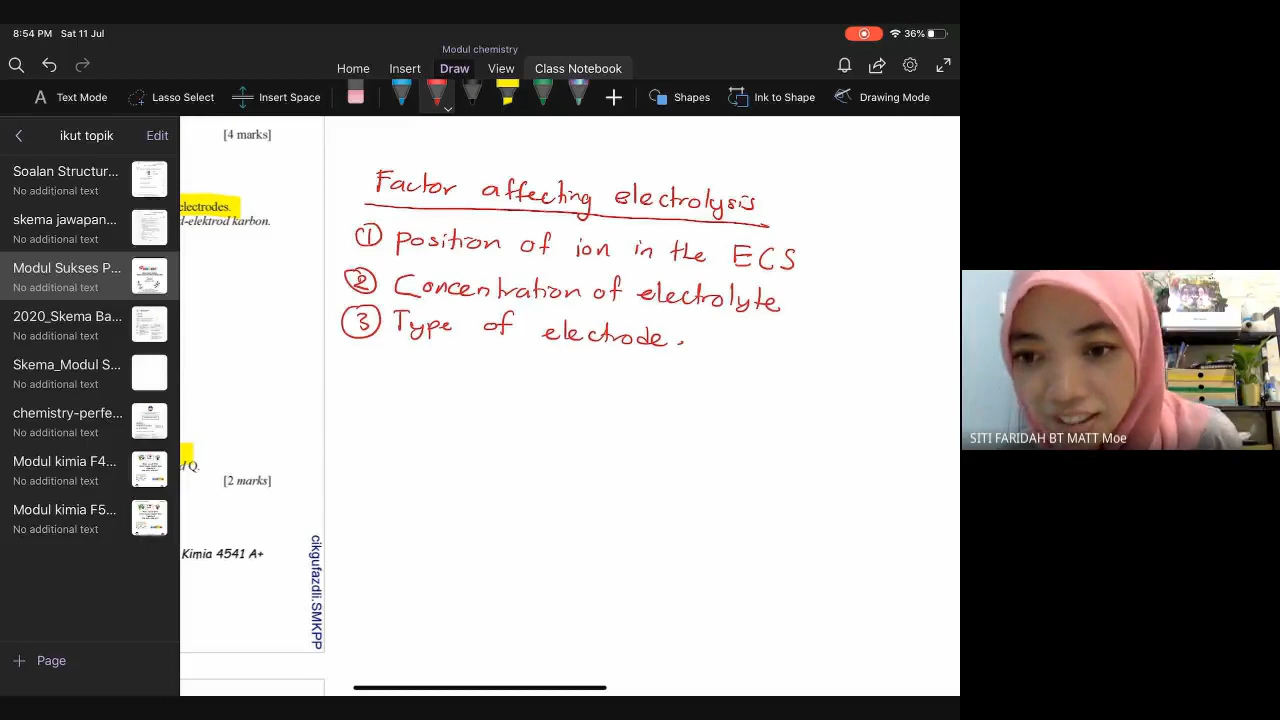 8:54 PM Sat 11 Jul
36%
Modul chemistry
Home Insert Draw View Class Notebook
Text Mode Lasso Select Insert Space Shapes Ink to Shape Drawing Mode
ikut topik Edit
Soalan Structur...
No additional text
skema jawapan...
No additional text
Modul Sukses P...
No additional text
2020_Skema Ba...
No additional text
Skema_Modul S...
No additional text
chemistry-perfe...
No additional text
Modul kimia F4...
No additional text
Modul kimia F5...
No additional text
Page
[4 marks]
electrodes.
d-elektrod karbon.
d Q.
[2 marks]
Kimia 4541 A+
cikgufazdli.SMKPP
Factor affecting electrolysis
① position of ion in the ECS
② Concentration of electrolyte
③ Type of electrode.
SITI FARIDAH BT MATT Moe